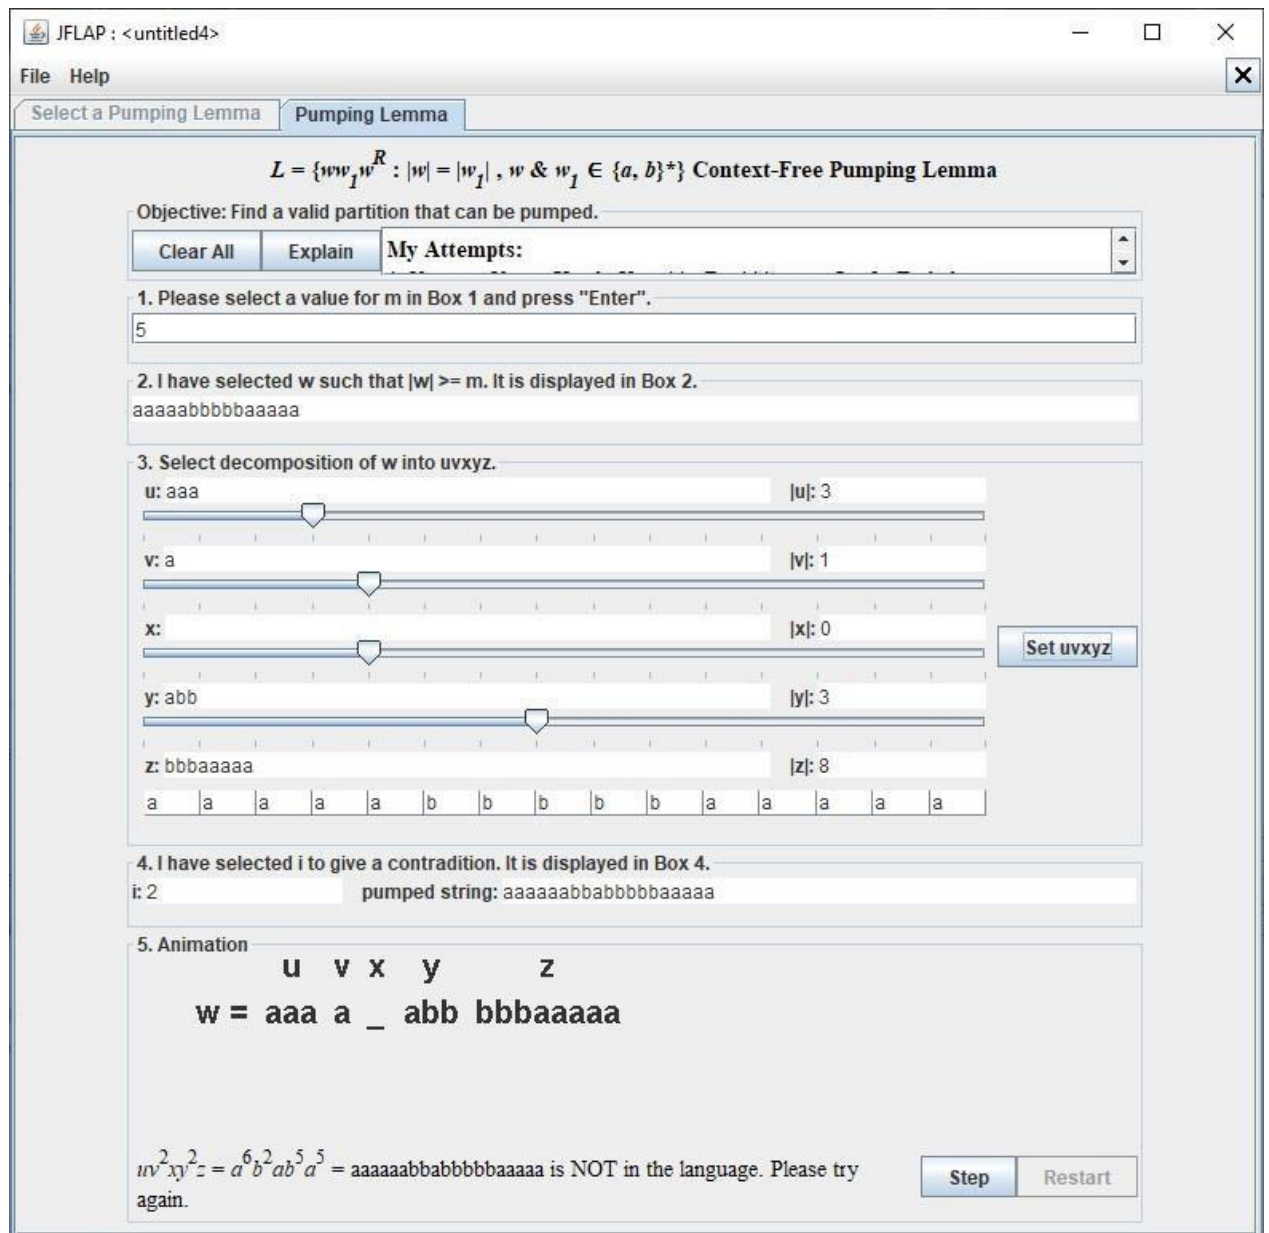 JFLAP : <untitled4>
File Help
Select a Pumping Lemma Pumping Lemma
L = {ww₁wᴿ : |w| = |w₁| , w & w₁ ∈ {a, b}*} Context-Free Pumping Lemma
Objective: Find a valid partition that can be pumped.
Clear All Explain My Attempts:
1. Please select a value for m in Box 1 and press "Enter".
5
2. I have selected w such that |w| >= m. It is displayed in Box 2.
aaaaabbbbbaaaaa
3. Select decomposition of w into uvxyz.
u: aaa |u|: 3
v: a |v|: 1
x: |x|: 0
Set uvxyz
y: abb |y|: 3
z: bbbaaaaa |z|: 8
a a a a a b b b b b a a a a a
4. I have selected i to give a contradition. It is displayed in Box 4.
i: 2 pumped string: aaaaaabbabbbbbaaaaa
5. Animation
u v x y z
w = aaa a _ abb bbbaaaaa
uv²xy²z = a⁶b²ab⁵a⁵ = aaaaaabbabbbbbaaaaa is NOT in the language. Please try
again.
Step Restart